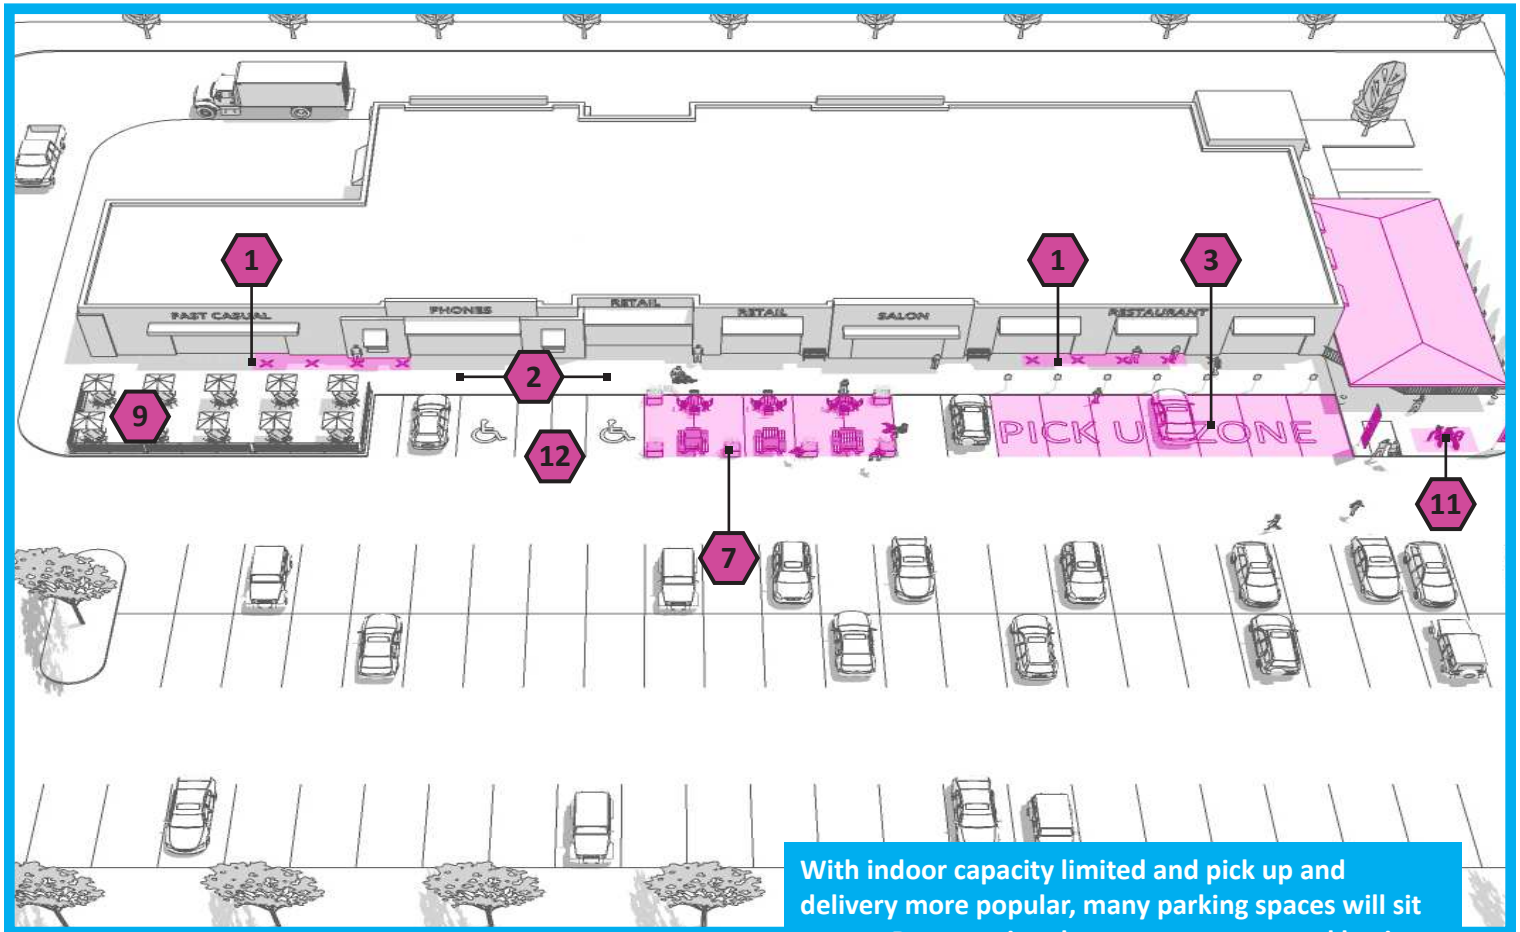 1
1
3
FAST CASUAL
PHONES
RETAIL
RETAIL
SALON
RESTAURANT
2
9
12
PICK U ZONE
11
7
With indoor capacity limited and pick up and
delivery more popular, many parking spaces will sit